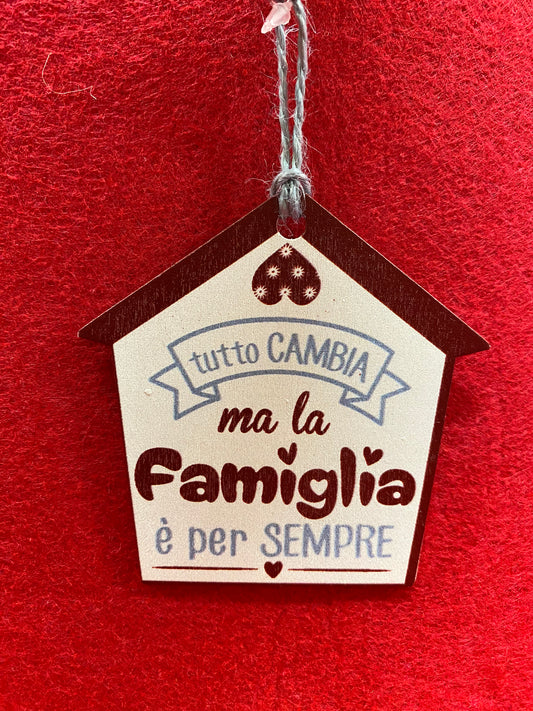 tutto CAMBIA
ma la
Famiglia
è per SEMPRE